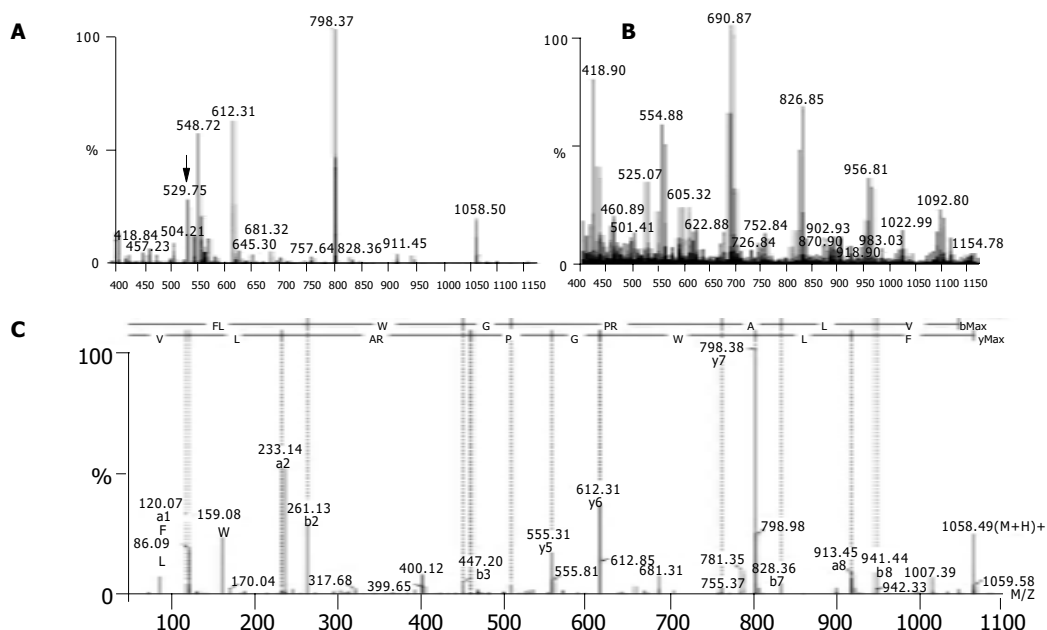 A
100
%
0
798.37
612.31
548.72
529.75
1058.50
418.84
457.23
504.21
681.32
645.30
757.64
828.36
911.45
400 450 500 550 600 650 700 750 800 850 900 950 1000 1050 1100 1150
B
100
%
0
690.87
418.90
826.85
554.88
525.07
956.81
605.32
460.89
501.41
622.88
752.84
726.84
902.93
870.90
918.90
983.03
1022.99
1092.80
1154.78
400 450 500 550 600 650 700 750 800 850 900 950 1000 1050 1100 1150
C
FL W G PR A L V bMax
V L AR P G W L F yMax
100
%
0
798.38
y7
233.14
a2
120.07
a1
F
86.09
L
159.08
W
261.13
b2
170.04
317.68
399.65
400.12
447.20
b3
555.31
y5
555.81
612.31
y6
612.85
681.31
781.35
755.37
798.98
828.36
b7
913.45
a8
941.44
b8
942.33
1007.39
1058.49(M+H)+
1059.58
M/Z
100 200 300 400 500 600 700 800 900 1000 1100